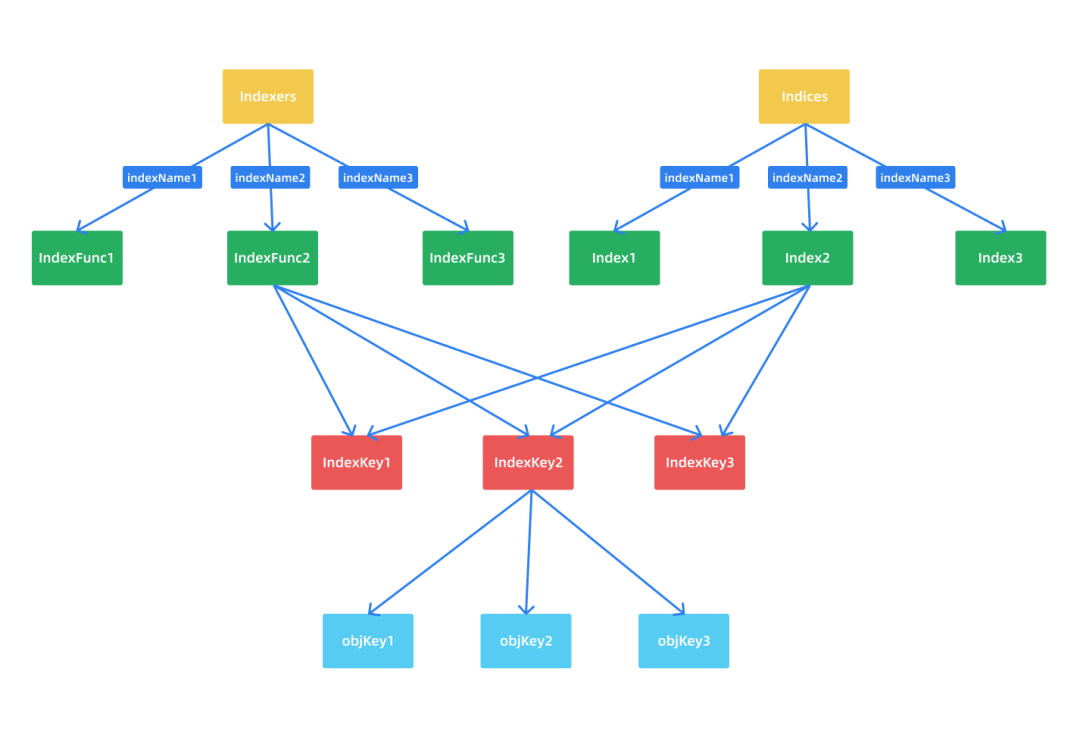 Indexers
Indices
indexName1
indexName2
indexName3
indexName1
indexName2
indexName3
IndexFunc1
IndexFunc2
IndexFunc3
Index1
Index2
Index3
IndexKey1
IndexKey2
IndexKey3
objKey1
objKey2
objKey3